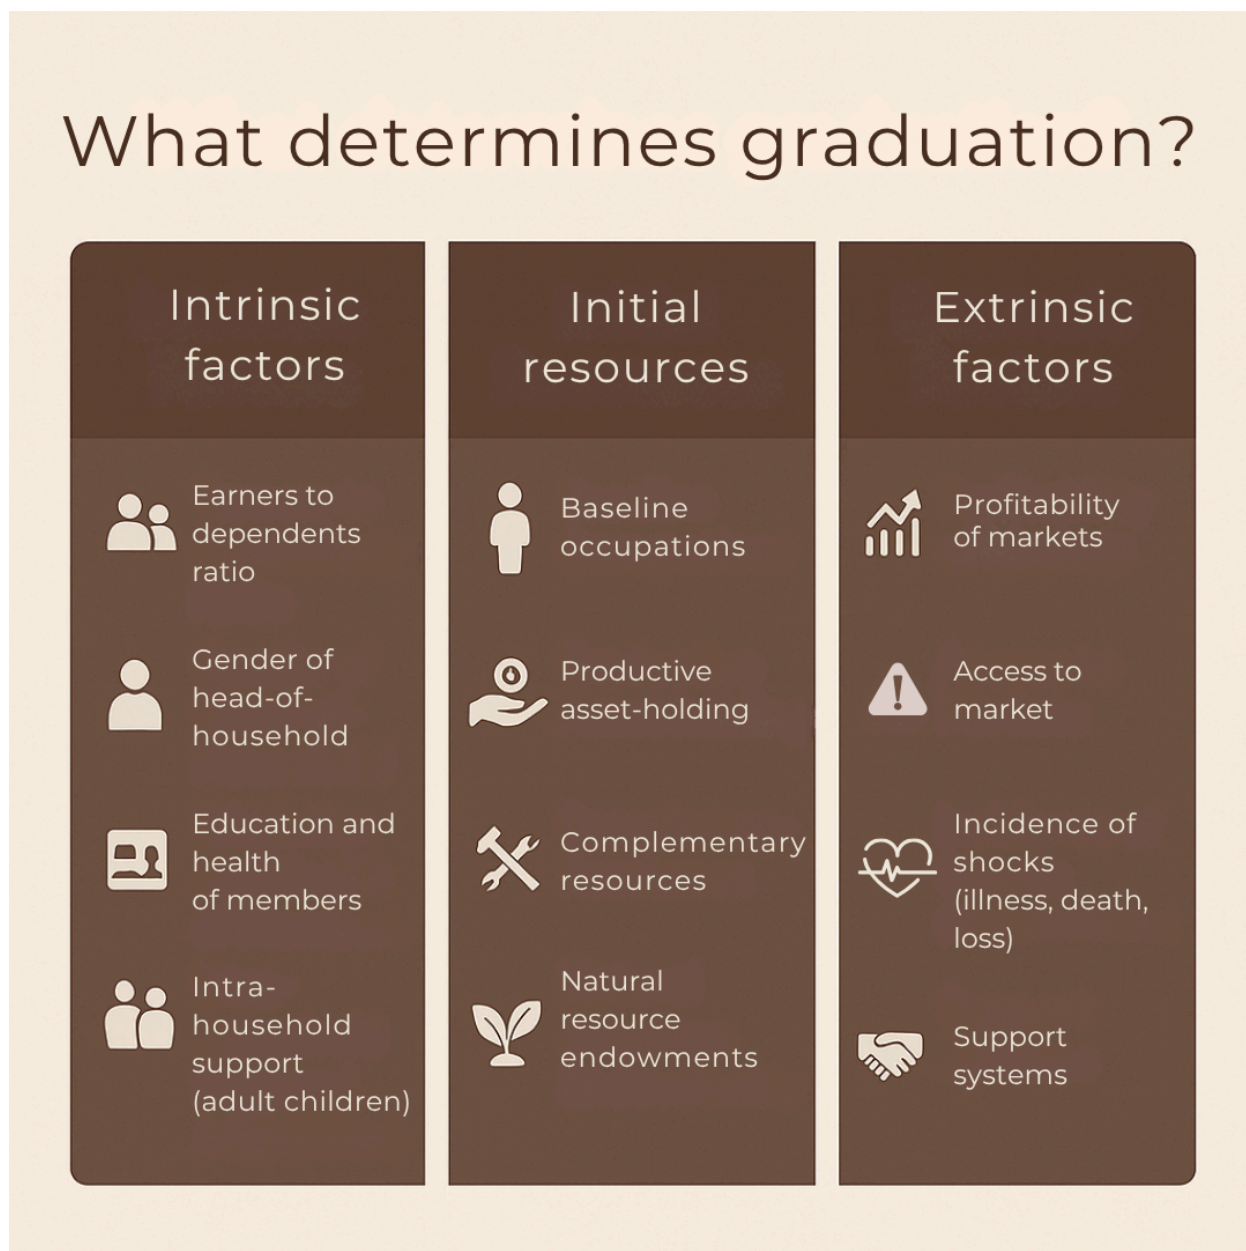 What determines graduation?
Intrinsic
factors
Earners to
dependents
ratio
Gender of
head-of-
household
Education and
health
of members
Intra-
household
support
(adult children)
Initial
resources
Baseline
occupations
Productive
asset-holding
Complementary
resources
Natural
resource
endowments
Extrinsic
factors
Profitability
of markets
Access to
market
Incidence of
shocks
(illness, death,
loss)
Support
systems